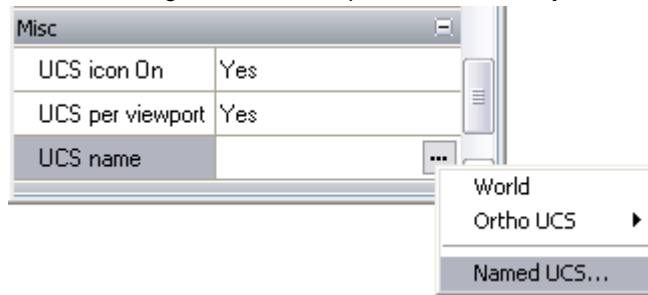 Misc
UCS icon On Yes
UCS per viewport Yes
UCS name ...
World
Ortho UCS
Named UCS...